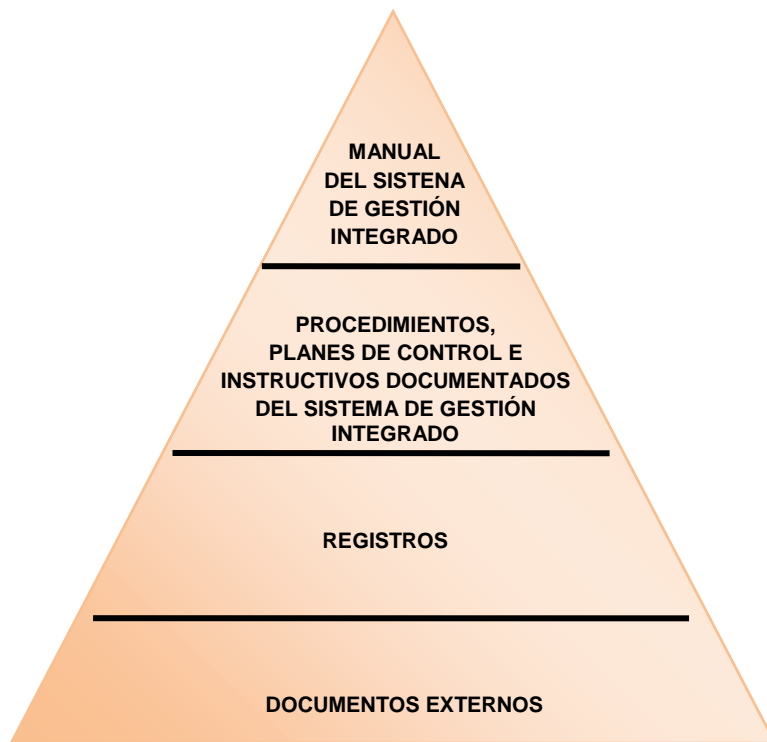 MANUAL
DEL SISTENA
DE GESTIÓN
INTEGRADO
PROCEDIMIENTOS,
PLANES DE CONTROL E
INSTRUCTIVOS DOCUMENTADOS
DEL SISTEMA DE GESTIÓN
INTEGRADO
REGISTROS
DOCUMENTOS EXTERNOS